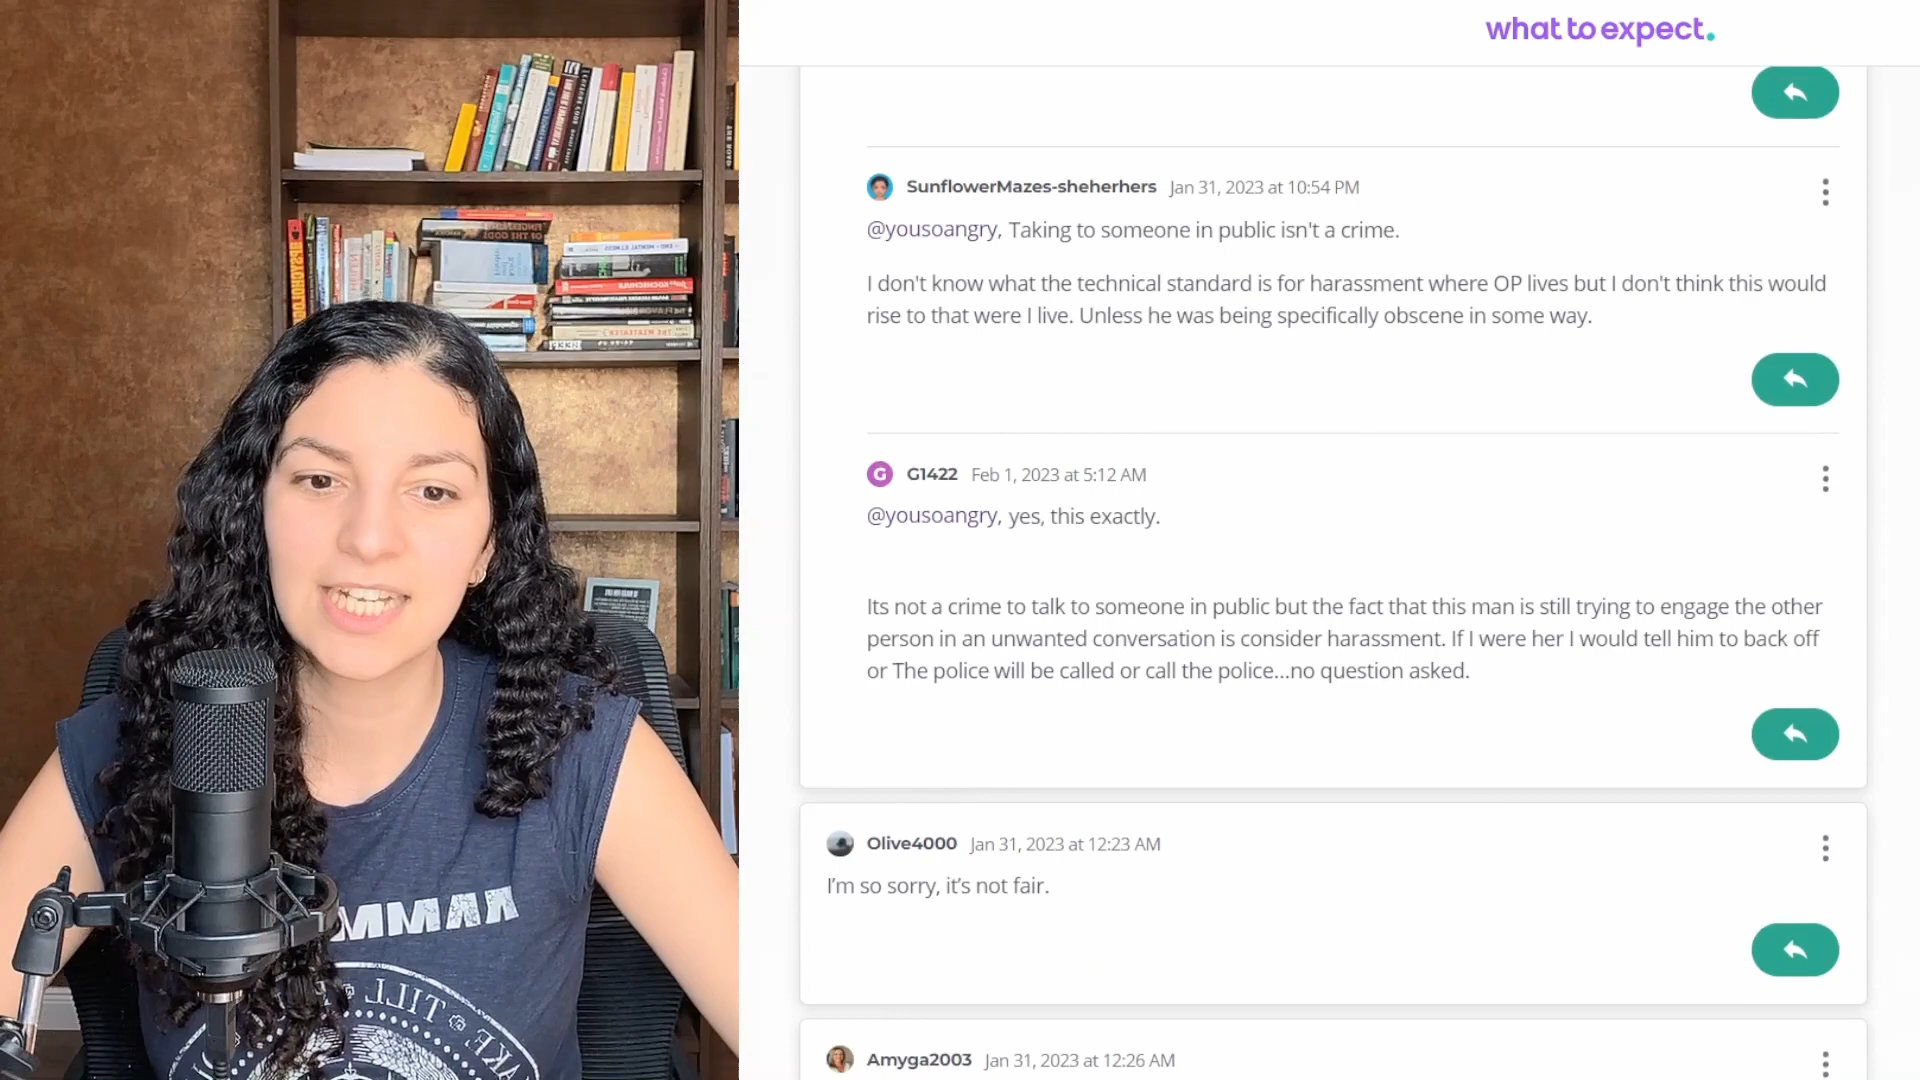 what to expect.
SunflowerMazes-sheherhers Jan 31, 2023 at 10:54 PM
@yousoangry, Taking to someone in public isn't a crime.
I don't know what the technical standard is for harassment where OP lives but I don't think this would
rise to that were I live. Unless he was being specifically obscene in some way.
G
G1422 Feb 1, 2023 at 5:12 AM
@yousoangry, yes, this exactly.
Its not a crime to talk to someone in public but the fact that this man is still trying to engage the other
person in an unwanted conversation is consider harassment. If I were her I would tell him to back off
or The police will be called or call the police...no question asked.
Olive4000 Jan 31, 2023 at 12:23 AM
I'm so sorry, it's not fair.
Amyga2003 Jan 31, 2023 at 12:26 AM
TILL